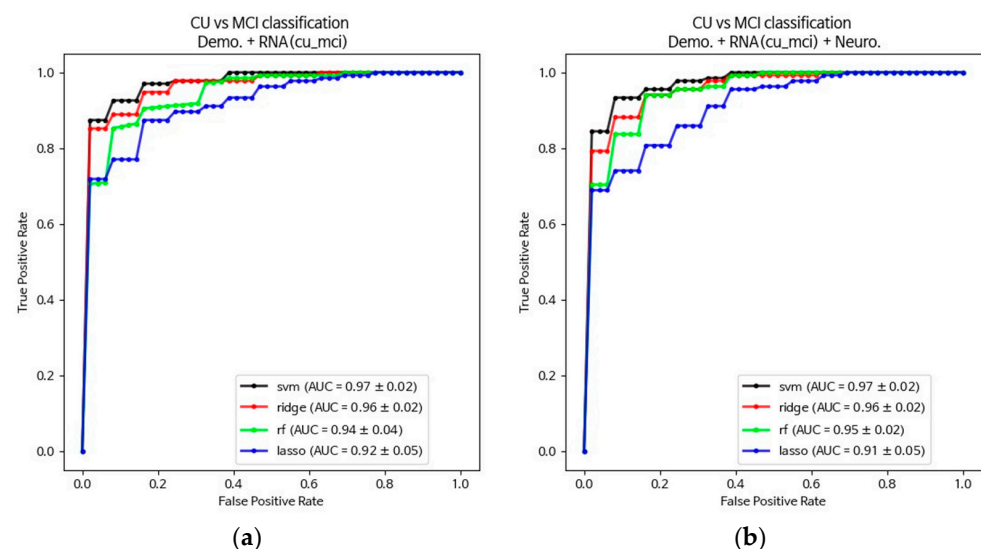 CU vs MCI classification
Demo. + RNA(cu_mci)
True Positive Rate
1.0
0.8
0.6
0.4
0.2
0.0
svm (AUC = 0.97 ± 0.02)
ridge (AUC = 0.96 ± 0.02)
rf (AUC = 0.94 ± 0.04)
lasso (AUC = 0.92 ± 0.05)
0.0 0.2 0.4 0.6 0.8 1.0
False Positive Rate
(a)
CU vs MCI classification
Demo. + RNA(cu_mci) + Neuro.
True Positive Rate
1.0
0.8
0.6
0.4
0.2
0.0
svm (AUC = 0.97 ± 0.02)
ridge (AUC = 0.96 ± 0.02)
rf (AUC = 0.95 ± 0.02)
lasso (AUC = 0.91 ± 0.05)
0.0 0.2 0.4 0.6 0.8 1.0
False Positive Rate
(b)